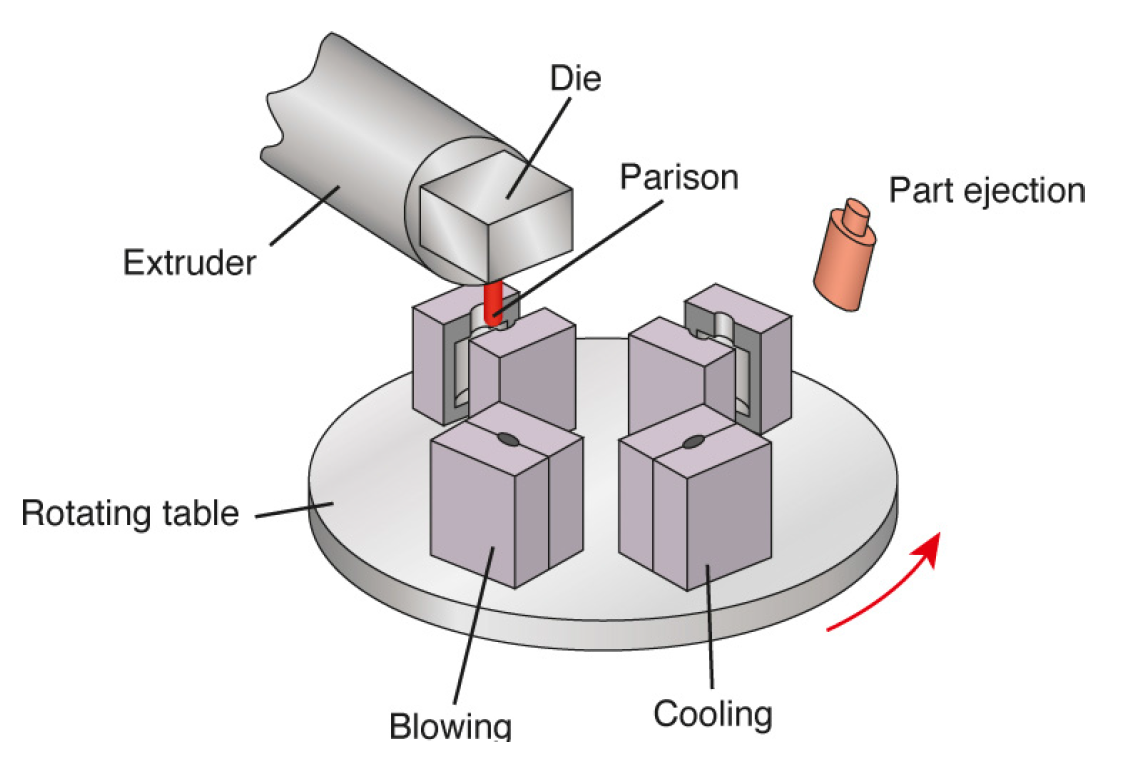 Die
Parison
Part ejection
Extruder
Rotating table
Blowing
Cooling